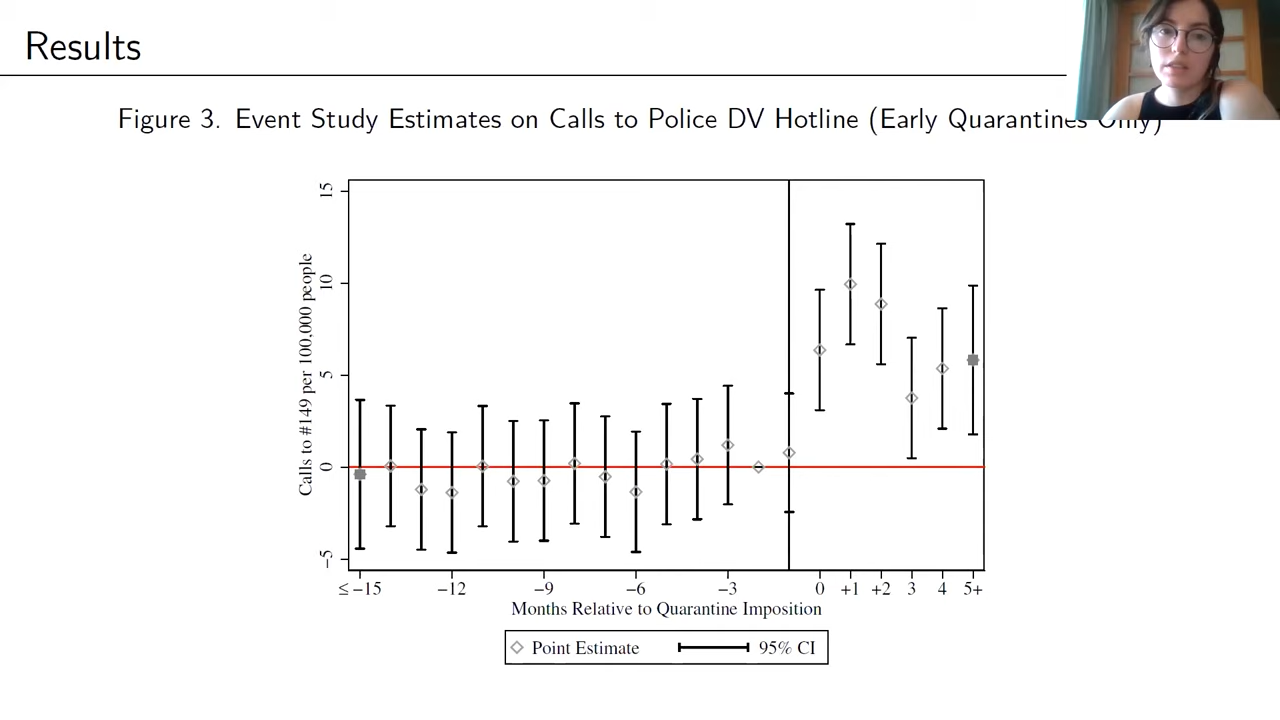 Results
Figure 3. Event Study Estimates on Calls to Police DV Hotline (Early Quarantines Only)
Calls to #149 per 100,000 people
15
10
5
0
−5
≤ −15 −12 −9 −6 −3 0 +1 +2 3 4 5+
Months Relative to Quarantine Imposition
Point Estimate 95% CI